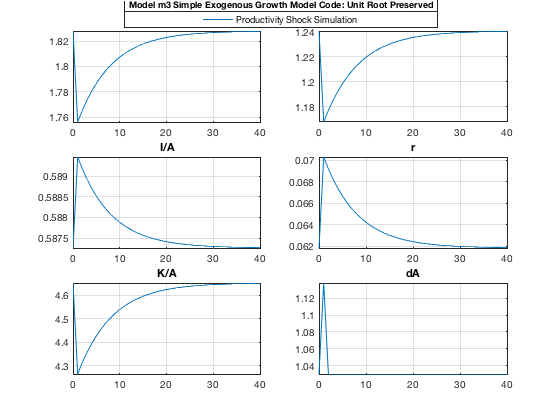 Model m3 Simple Exogenous Growth Model Code: Unit Root Preserved
Productivity Shock Simulation
1.82
1.8
1.78
1.76
0 10 20 30 40
1.24
1.2
1.18
0 10 20 30 40
I/A
0.589
0.5885
0.588
0.5875
0 10 20 30 40
r
0.07
0.068
0.066
0.064
0.062
0 10 20 30 40
K/A
4.6
4.5
4.4
4.3
0 10 20 30 40
dA
1.12
1.1
1.08
1.06
1.04
0 10 20 30 40